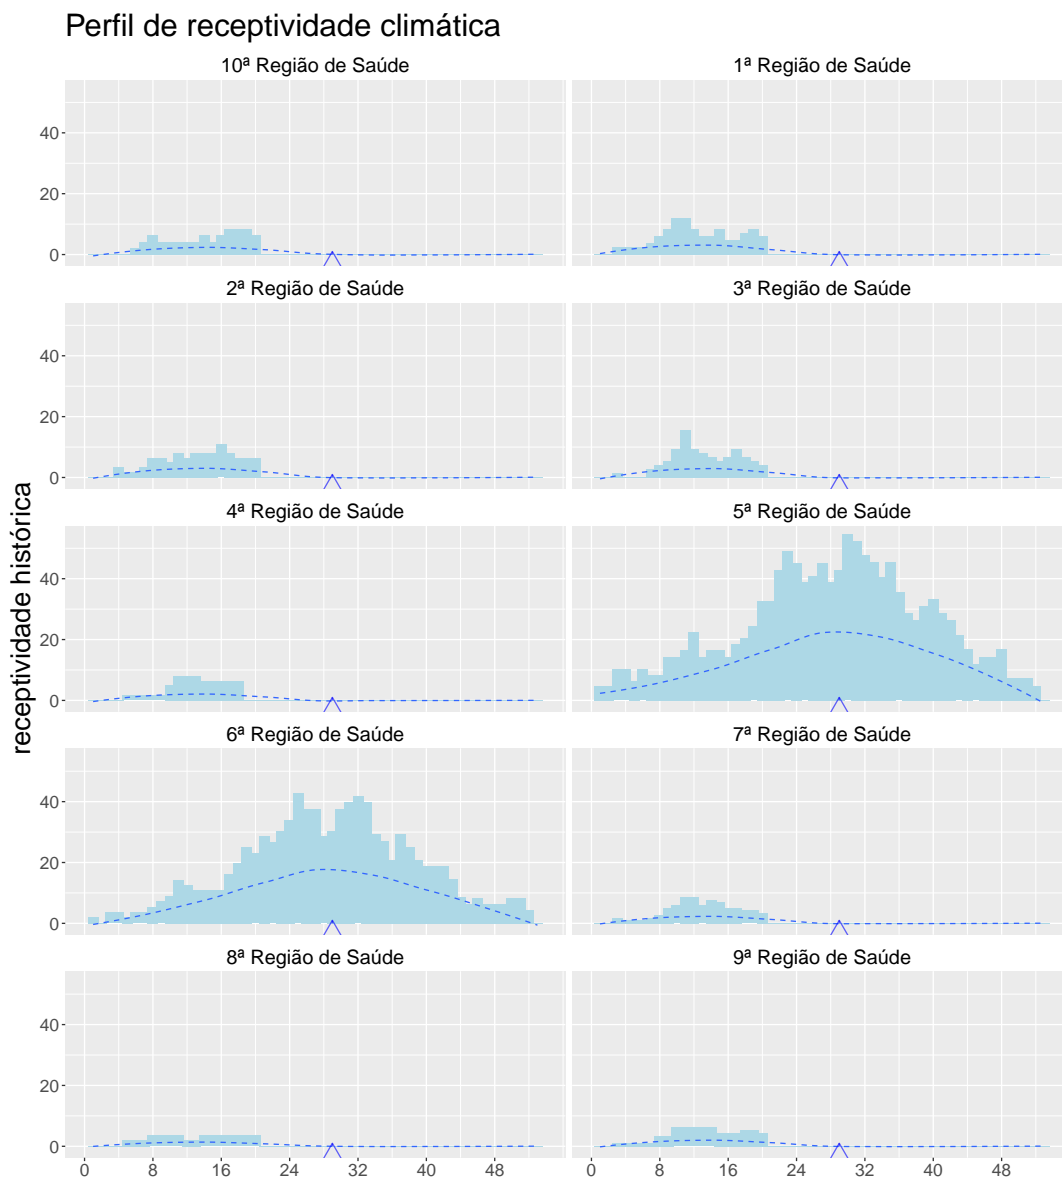 Perfil de receptividade climática
10ª Região de Saúde
1ª Região de Saúde
40
20
0
2ª Região de Saúde
3ª Região de Saúde
40
20
0
4ª Região de Saúde
5ª Região de Saúde
40
20
0
receptividade histórica
6ª Região de Saúde
7ª Região de Saúde
40
20
0
8ª Região de Saúde
9ª Região de Saúde
40
20
0
0 8 16 24 32 40 48
0 8 16 24 32 40 48